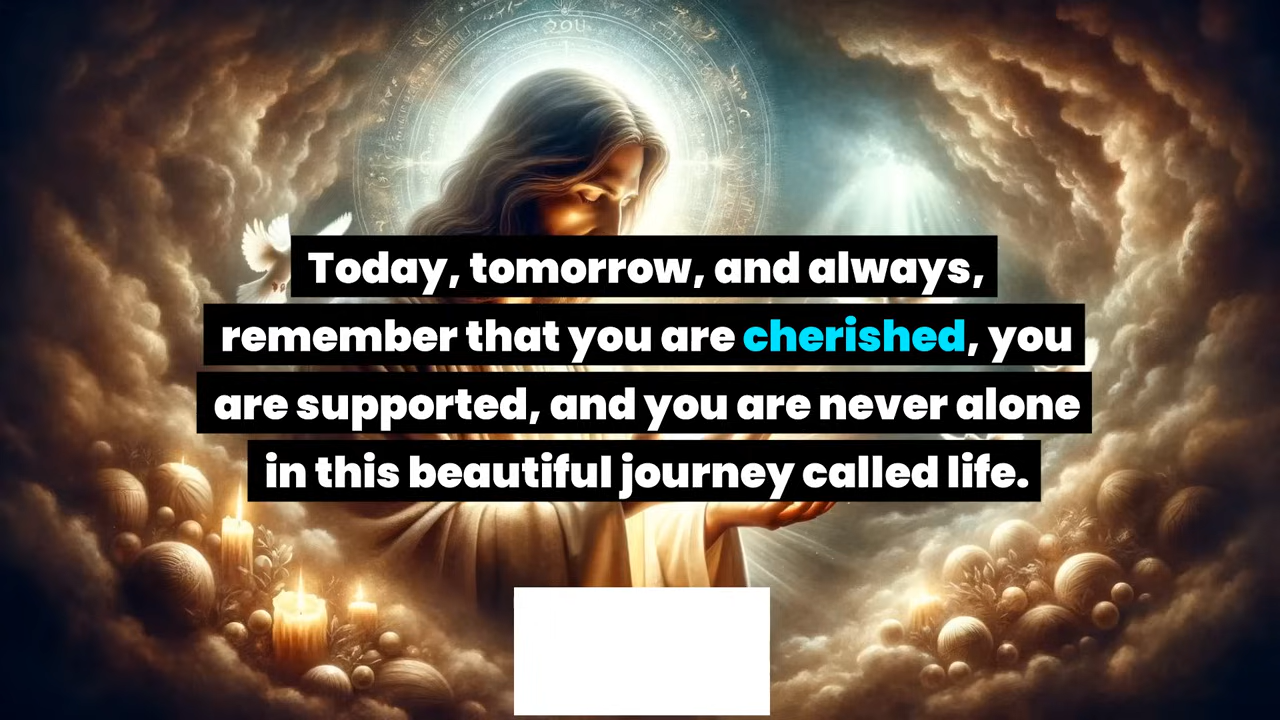 Today, tomorrow, and always,
remember that you are cherished, you
are supported, and you are never alone
in this beautiful journey called life.